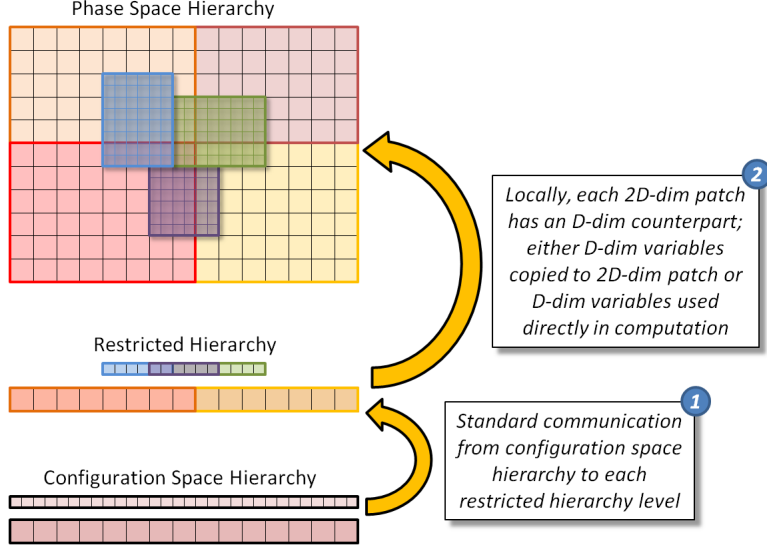 Phase Space Hierarchy
2
Locally, each 2D-dim patch
has an D-dim counterpart;
either D-dim variables
copied to 2D-dim patch or
D-dim variables used
directly in computation
Restricted Hierarchy
1
Standard communication
from configuration space
hierarchy to each
restricted hierarchy level
Configuration Space Hierarchy